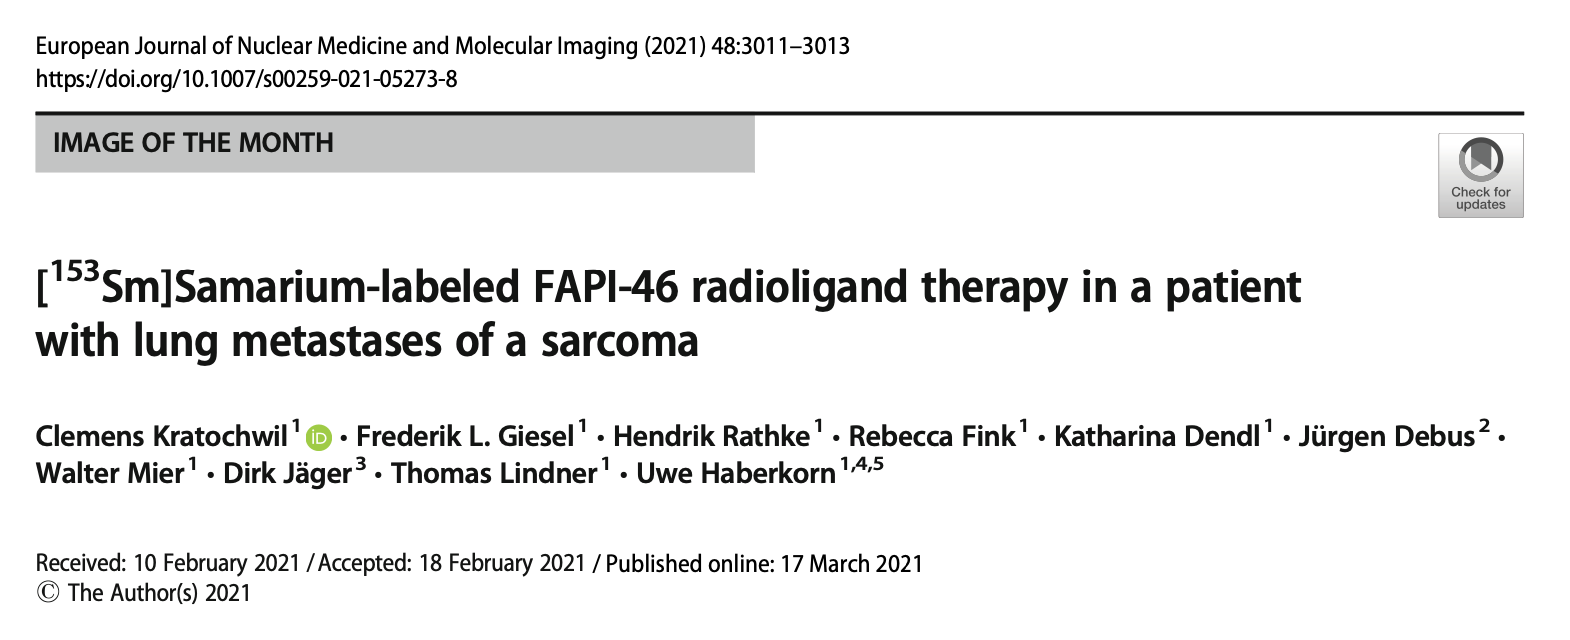 European Journal of Nuclear Medicine and Molecular Imaging (2021) 48:3011–3013
https://doi.org/10.1007/s00259-021-05273-8
IMAGE OF THE MONTH
Check for
updates
[¹⁵³Sm]Samarium-labeled FAPI-46 radioligand therapy in a patient
with lung metastases of a sarcoma
Clemens Kratochwil¹ iD · Frederik L. Giesel¹ · Hendrik Rathke¹ · Rebecca Fink¹ · Katharina Dendl¹ · Jürgen Debus² ·
Walter Mier¹ · Dirk Jäger³ · Thomas Lindner¹ · Uwe Haberkorn¹,⁴,⁵
Received: 10 February 2021 / Accepted: 18 February 2021 / Published online: 17 March 2021
© The Author(s) 2021